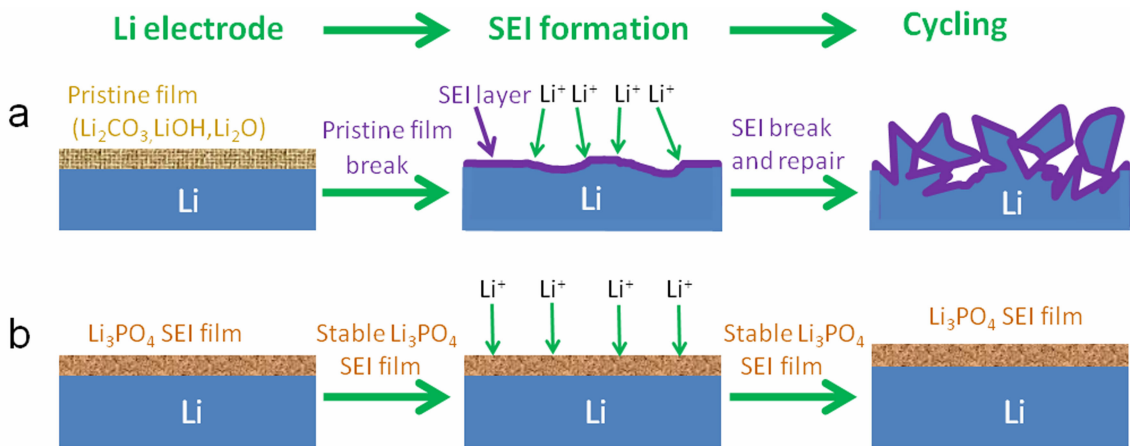 Li electrode
SEI formation
Cycling
a
Pristine film
(Li₂CO₃,LiOH,Li₂O)
Li
Pristine film
break
SEI layer
Li⁺ Li⁺ Li⁺ Li⁺
Li
SEI break
and repair
Li
b
Li₃PO₄ SEI film
Li
Stable Li₃PO₄
SEI film
Li⁺ Li⁺ Li⁺ Li⁺
Li
Stable Li₃PO₄
SEI film
Li₃PO₄ SEI film
Li